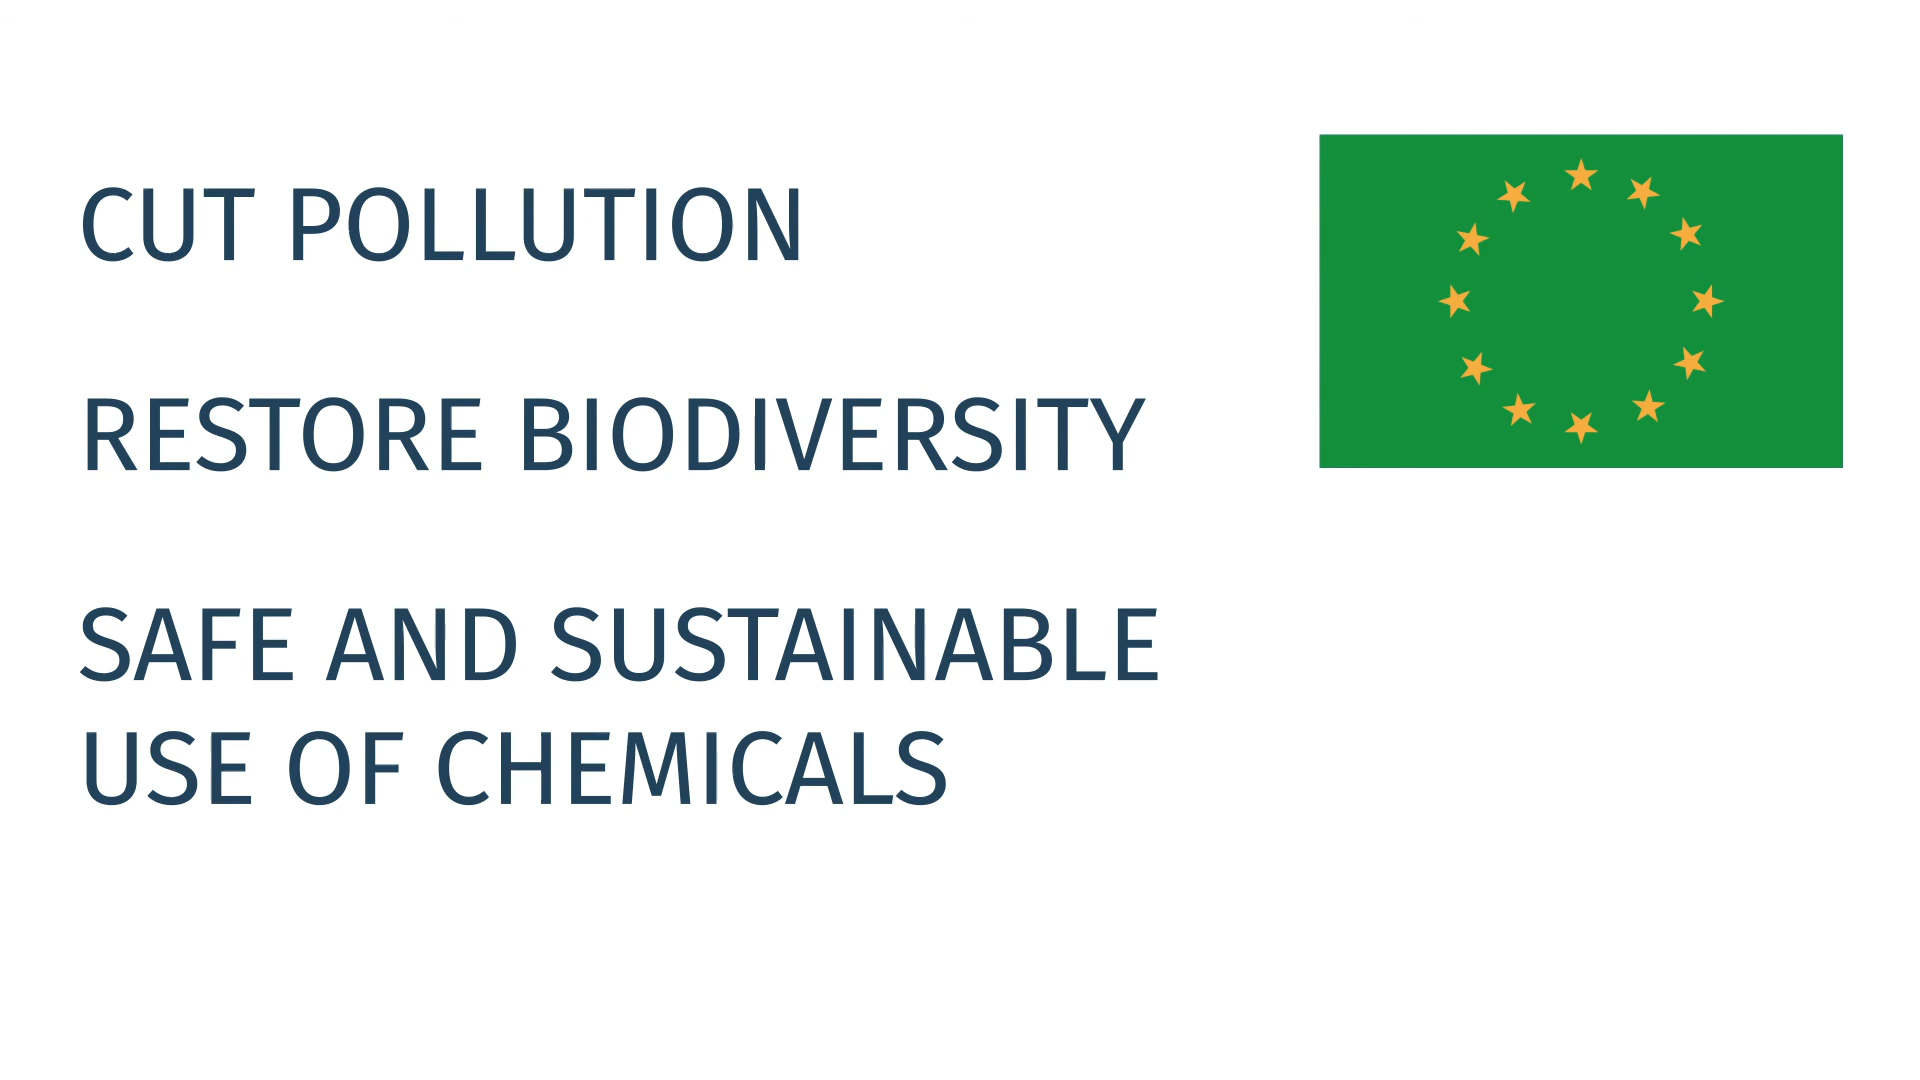 CUT POLLUTION
RESTORE BIODIVERSITY
SAFE AND SUSTAINABLE
USE OF CHEMICALS